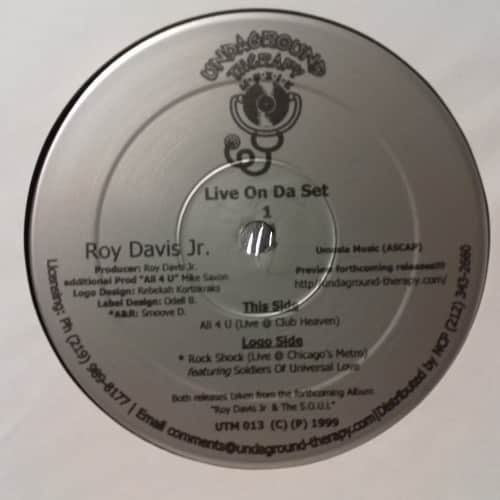 UNDAGROUND
THERAPY
MUZIK
Live On Da Set
1
Roy Davis Jr.
Producer: Roy Davis Jr.
additional Prod "All 4 U" Mike Saxon
Logo Design: Rebekah
Label Design: Odell B.
*A&R: Smoove D.
Music (ASCAP)
Preview forthcoming releases!!!
http//undaground-therapy.com/
This Side
All 4 U (Live @ Club Heaven)
Logo Side
* Rock Shock (Live @ Chicago's Metro)
featuring Soldiers Of Universal Love
Both releases taken from the forthcoming Album
"Roy Davis Jr & The S.O.U.L"
UTM 013 (C) (P) 1999
Licensing: Ph (219) 989-8177 | Email comments@undaground-therapy.com/Distributed by NCP (212) 343-2660